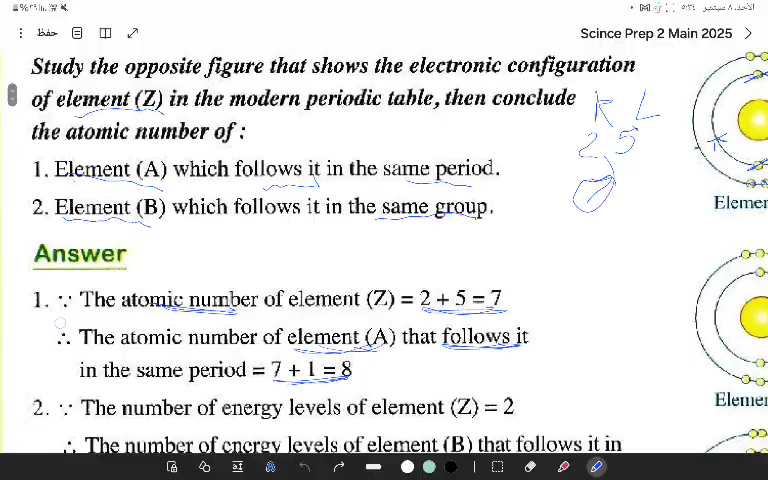 الأحد، ٨ سبتمبر ٥:٣٤
حفظ
Scince Prep 2 Main 2025
Study the opposite figure that shows the electronic configuration
of element (Z) in the modern periodic table, then conclude
the atomic number of :
K L
2 5
1. Element (A) which follows it in the same period.
2. Element (B) which follows it in the same group.
Elemen
Answer
1. ∵ The atomic number of element (Z) = 2 + 5 = 7
∴ The atomic number of element (A) that follows it
in the same period = 7 + 1 = 8
Elemen
2. ∵ The number of energy levels of element (Z) = 2
∴ The number of energy levels of element (B) that follows it in